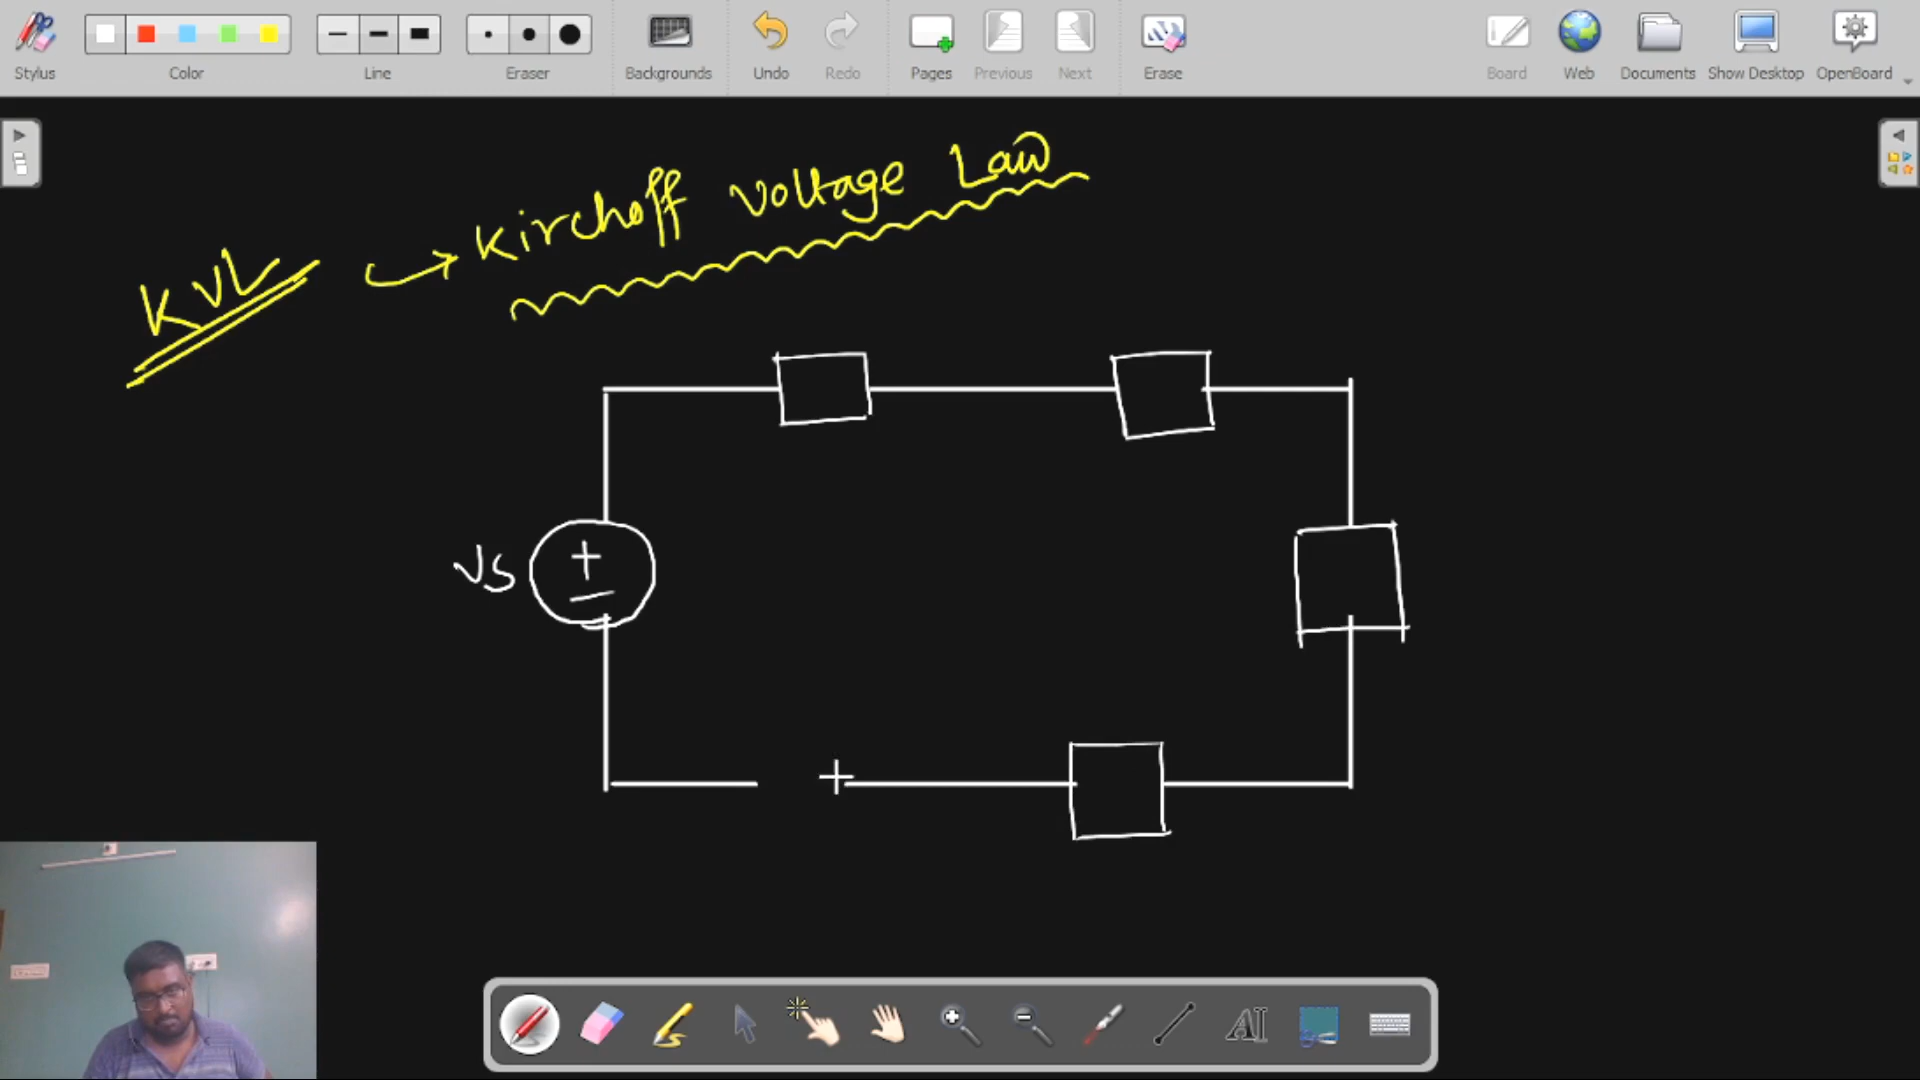 Stylus
Color
Line
Eraser
Backgrounds
Undo
Redo
Pages
Previous
Next
Erase
Board
Web
Documents
Show Desktop
OpenBoard
KVL → Kirchoff Voltage Law
Vs
+
−